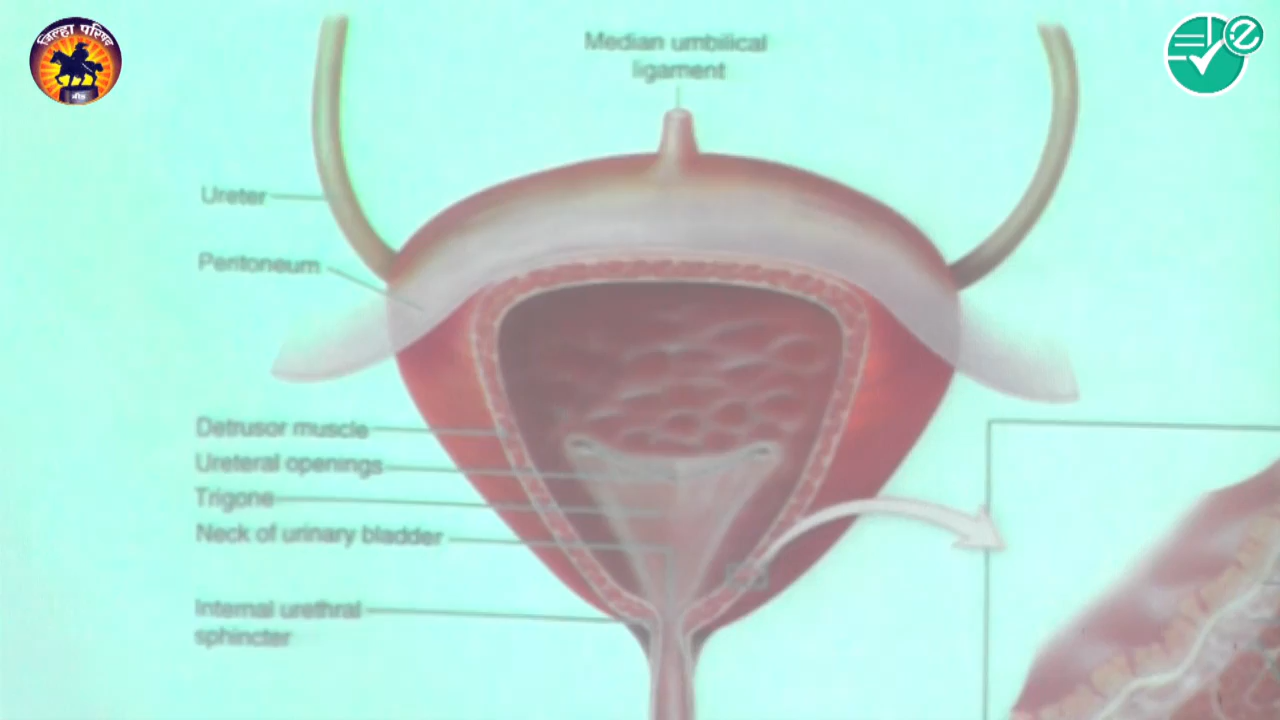 जिल्हा परिषद
Median umbilical
ligament
Ureter
Peritoneum
Detrusor muscle
Ureteral openings
Trigone
Neck of urinary bladder
Internal urethral
sphincter